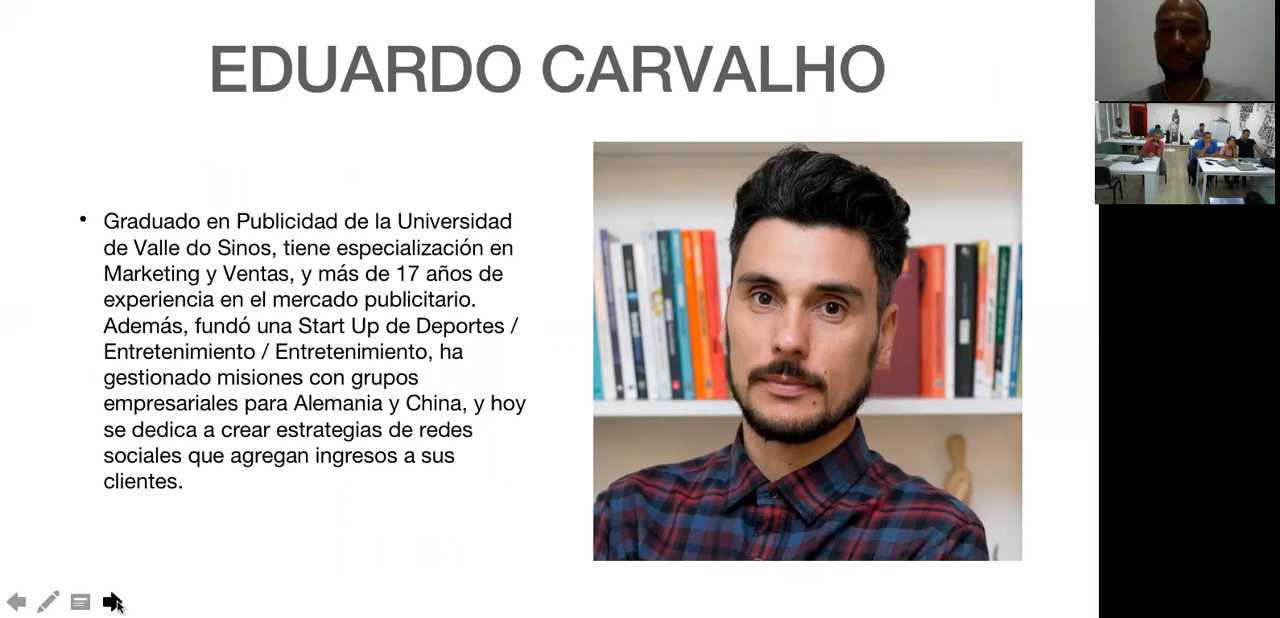 EDUARDO CARVALHO
• Graduado en Publicidad de la Universidad
de Valle do Sinos, tiene especialización en
Marketing y Ventas, y más de 17 años de
experiencia en el mercado publicitario.
Además, fundó una Start Up de Deportes /
Entretenimiento / Entretenimiento, ha
gestionado misiones con grupos
empresariales para Alemania y China, y hoy
se dedica a crear estrategias de redes
sociales que agregan ingresos a sus
clientes.